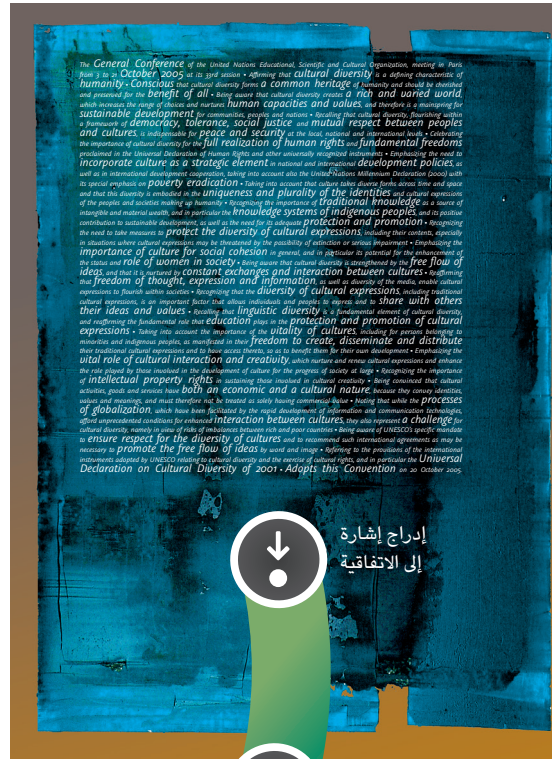 The General Conference of the United Nations Educational, Scientific and Cultural Organization, meeting in Paris
from 3 to 21 October 2005 at its 33rd session • Affirming that cultural diversity is a defining characteristic of
humanity • Conscious that cultural diversity forms a common heritage of humanity and should be cherished
and preserved for the benefit of all • Being aware that cultural diversity creates a rich and varied world,
which increases the range of choices and nurtures human capacities and values, and therefore is a mainspring for
sustainable development for communities, peoples and nations • Recalling that cultural diversity, flourishing within
a framework of democracy, tolerance, social justice and mutual respect between peoples
and cultures, is indispensable for peace and security at the local, national and international levels • Celebrating
the importance of cultural diversity for the full realization of human rights and fundamental freedoms
proclaimed in the Universal Declaration of Human Rights and other universally recognized instruments • Emphasizing the need to
incorporate culture as a strategic element in national and international development policies, as
well as in international development cooperation, taking into account also the United Nations Millennium Declaration (2000) with
its special emphasis on poverty eradication • Taking into account that culture takes diverse forms across time and space
and that this diversity is embodied in the uniqueness and plurality of the identities and cultural expressions
of the peoples and societies making up humanity • Recognizing the importance of traditional knowledge as a source of
intangible and material wealth, and in particular the knowledge systems of indigenous peoples, and its positive
contribution to sustainable development, as well as the need for its adequate protection and promotion • Recognizing
the need to take measures to protect the diversity of cultural expressions, including their contents, especially
in situations where cultural expressions may be threatened by the possibility of extinction or serious impairment • Emphasizing the
importance of culture for social cohesion in general, and in particular its potential for the enhancement of
the status and role of women in society • Being aware that cultural diversity is strengthened by the free flow of
ideas, and that it is nurtured by constant exchanges and interaction between cultures • Reaffirming
that freedom of thought, expression and information, as well as diversity of the media, enable cultural
expressions to flourish within societies • Recognizing that the diversity of cultural expressions, including traditional
cultural expressions, is an important factor that allows individuals and peoples to express and to share with others
their ideas and values • Recalling that linguistic diversity is a fundamental element of cultural diversity,
and reaffirming the fundamental role that education plays in the protection and promotion of cultural
expressions • Taking into account the importance of the vitality of cultures, including for persons belonging to
minorities and indigenous peoples, as manifested in their freedom to create, disseminate and distribute
their traditional cultural expressions and to have access thereto, so as to benefit them for their own development • Emphasizing the
vital role of cultural interaction and creativity, which nurture and renew cultural expressions and enhance
the role played by those involved in the development of culture for the progress of society at large • Recognizing the importance
of intellectual property rights in sustaining those involved in cultural creativity • Being convinced that cultural
activities, goods and services have both an economic and a cultural nature, because they convey identities,
values and meanings, and must therefore not be treated as solely having commercial value • Noting that while the processes
of globalization, which have been facilitated by the rapid development of information and communication technologies,
afford unprecedented conditions for enhanced interaction between cultures, they also represent a challenge for
cultural diversity, namely in view of risks of imbalances between rich and poor countries • Being aware of UNESCO's specific mandate
to ensure respect for the diversity of cultures and to recommend such international agreements as may be
necessary to promote the free flow of ideas by word and image • Referring to the provisions of the international
instruments adopted by UNESCO relating to cultural diversity and the exercise of cultural rights, and in particular the Universal
Declaration on Cultural Diversity of 2001 • Adopts this Convention on 20 October 2005.
إدراج إشارة
إلى الاتفاقية